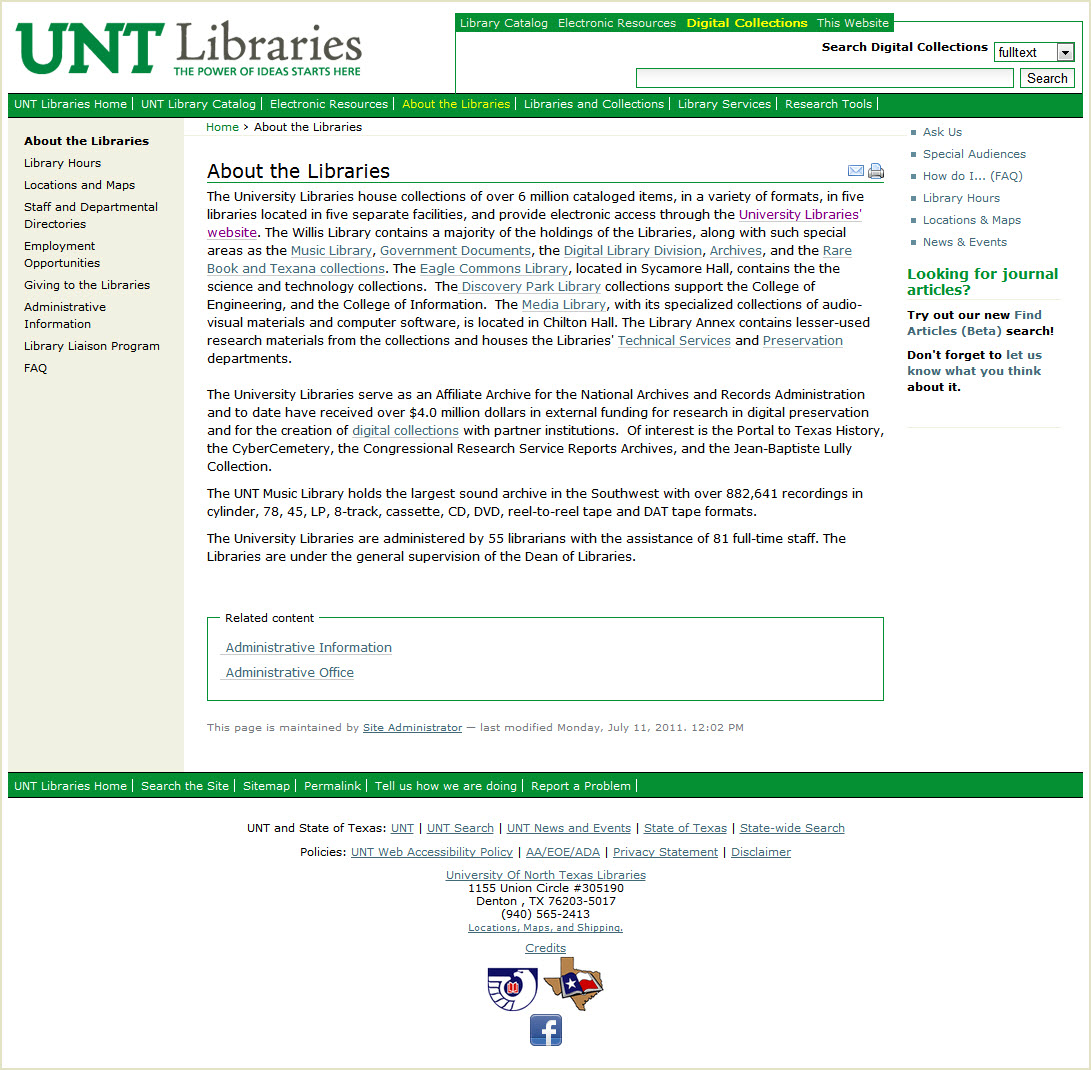 UNT Libraries
THE POWER OF IDEAS STARTS HERE
Library Catalog Electronic Resources Digital Collections This Website
Search Digital Collections fulltext
Search
UNT Libraries Home | UNT Library Catalog | Electronic Resources | About the Libraries | Libraries and Collections | Library Services | Research Tools |
About the Libraries
Library Hours
Locations and Maps
Staff and Departmental
Directories
Employment
Opportunities
Giving to the Libraries
Administrative
Information
Library Liaison Program
FAQ
Home > About the Libraries
About the Libraries
The University Libraries house collections of over 6 million cataloged items, in a variety of formats, in five
libraries located in five separate facilities, and provide electronic access through the University Libraries'
website. The Willis Library contains a majority of the holdings of the Libraries, along with such special
areas as the Music Library, Government Documents, the Digital Library Division, Archives, and the Rare
Book and Texana collections. The Eagle Commons Library, located in Sycamore Hall, contains the the
science and technology collections. The Discovery Park Library collections support the College of
Engineering, and the College of Information. The Media Library, with its specialized collections of audio-
visual materials and computer software, is located in Chilton Hall. The Library Annex contains lesser-used
research materials from the collections and houses the Libraries' Technical Services and Preservation
departments.
The University Libraries serve as an Affiliate Archive for the National Archives and Records Administration
and to date have received over $4.0 million dollars in external funding for research in digital preservation
and for the creation of digital collections with partner institutions. Of interest is the Portal to Texas History,
the CyberCemetery, the Congressional Research Service Reports Archives, and the Jean-Baptiste Lully
Collection.
The UNT Music Library holds the largest sound archive in the Southwest with over 882,641 recordings in
cylinder, 78, 45, LP, 8-track, cassette, CD, DVD, reel-to-reel tape and DAT tape formats.
The University Libraries are administered by 55 librarians with the assistance of 81 full-time staff. The
Libraries are under the general supervision of the Dean of Libraries.
Related content
Administrative Information
Administrative Office
This page is maintained by Site Administrator — last modified Monday, July 11, 2011. 12:02 PM
Ask Us
Special Audiences
How do I... (FAQ)
Library Hours
Locations & Maps
News & Events
Looking for journal
articles?
Try out our new Find
Articles (Beta) search!
Don't forget to let us
know what you think
about it.
UNT Libraries Home | Search the Site | Sitemap | Permalink | Tell us how we are doing | Report a Problem |
UNT and State of Texas: UNT | UNT Search | UNT News and Events | State of Texas | State-wide Search
Policies: UNT Web Accessibility Policy | AA/EOE/ADA | Privacy Statement | Disclaimer
University Of North Texas Libraries
1155 Union Circle #305190
Denton , TX 76203-5017
(940) 565-2413
Locations, Maps, and Shipping.
Credits
f